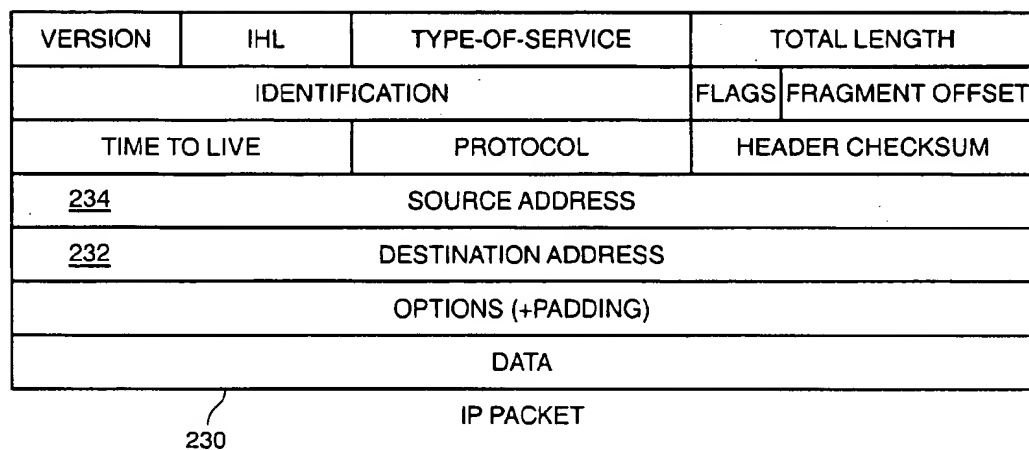 VERSION IHL TYPE-OF-SERVICE TOTAL LENGTH
IDENTIFICATION FLAGS FRAGMENT OFFSET
TIME TO LIVE PROTOCOL HEADER CHECKSUM
234 SOURCE ADDRESS
232 DESTINATION ADDRESS
OPTIONS (+PADDING)
DATA
IP PACKET
230